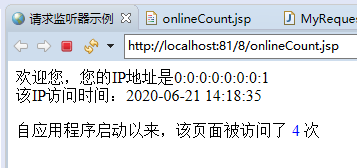 请求监听器示例 onlineCount.jsp MyReques
http://localhost:81/8/onlineCount.jsp
欢迎您，您的IP地址是0:0:0:0:0:0:0:1
该IP访问时间：2020-06-21 14:18:35
自应用程序启动以来，该页面被访问了 4 次